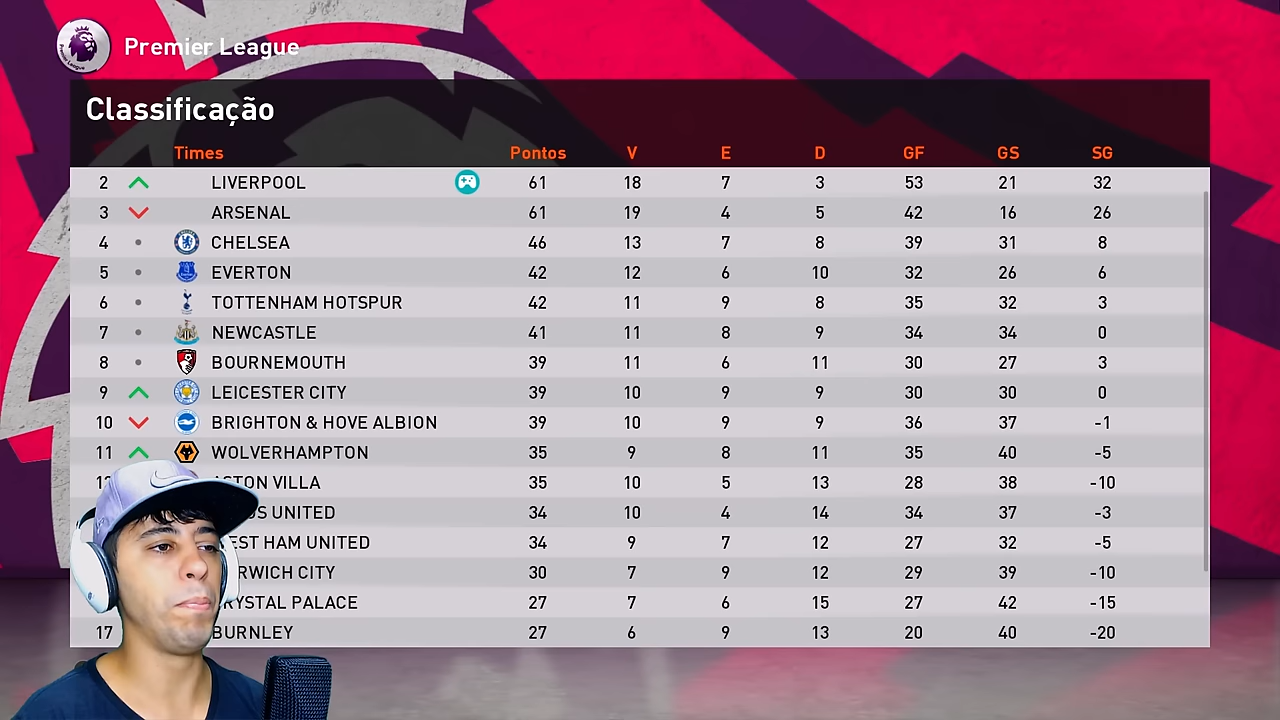 Premier League
Classificação
Times Pontos V E D GF GS SG
2 LIVERPOOL 61 18 7 3 53 21 32
3 ARSENAL 61 19 4 5 42 16 26
4 CHELSEA 46 13 7 8 39 31 8
5 EVERTON 42 12 6 10 32 26 6
6 TOTTENHAM HOTSPUR 42 11 9 8 35 32 3
7 NEWCASTLE 41 11 8 9 34 34 0
8 BOURNEMOUTH 39 11 6 11 30 27 3
9 LEICESTER CITY 39 10 9 9 30 30 0
10 BRIGHTON & HOVE ALBION 39 10 9 9 36 37 -1
11 WOLVERHAMPTON 35 9 8 11 35 40 -5
VILLA 35 10 5 13 28 38 -10
UNITED 34 10 4 14 34 37 -3
HAM UNITED 34 9 7 12 27 32 -5
CITY 30 7 9 12 29 39 -10
PALACE 27 7 6 15 27 42 -15
17 BURNLEY 27 6 9 13 20 40 -20